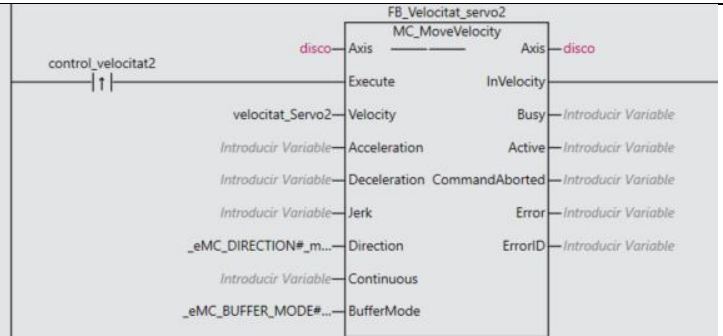 FB_Velocitat_servo2
MC_MoveVelocity
disco Axis Axis disco
control_velocitat2
Execute InVelocity
velocitat_Servo2 Velocity Busy Introducir Variable
Introducir Variable Acceleration Active Introducir Variable
Introducir Variable Deceleration CommandAborted Introducir Variable
Introducir Variable Jerk Error Introducir Variable
_eMC_DIRECTION#_m... Direction ErrorID Introducir Variable
Introducir Variable Continuous
_eMC_BUFFER_MODE#... BufferMode